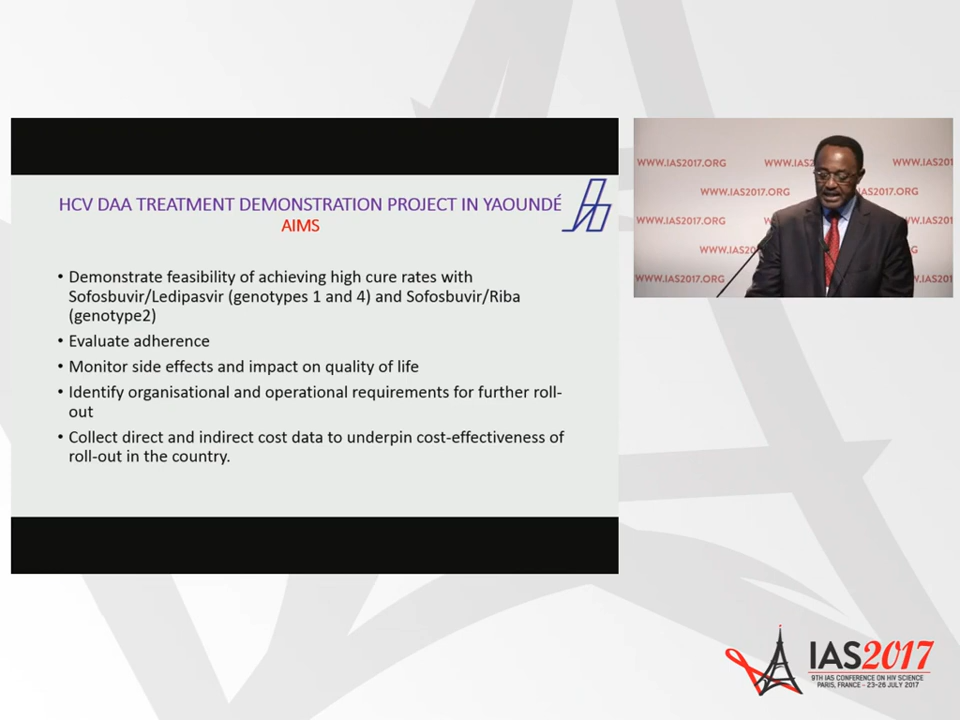 HCV DAA TREATMENT DEMONSTRATION PROJECT IN YAOUNDÉ
AIMS
• Demonstrate feasibility of achieving high cure rates with
Sofosbuvir/Ledipasvir (genotypes 1 and 4) and Sofosbuvir/Riba
(genotype2)
• Evaluate adherence
• Monitor side effects and impact on quality of life
• Identify organisational and operational requirements for further roll-
out
• Collect direct and indirect cost data to underpin cost-effectiveness of
roll-out in the country.
WWW.IAS2017.ORG WWW.IAS2 WWW.IAS201
WWW.IAS2017.ORG IAS2017.ORG
WWW.IAS2017.ORG
WWW.IAS20
WWW.IAS2017.ORG
IAS2017
9TH IAS CONFERENCE ON HIV SCIENCE
PARIS, FRANCE - 23-26 JULY 2017